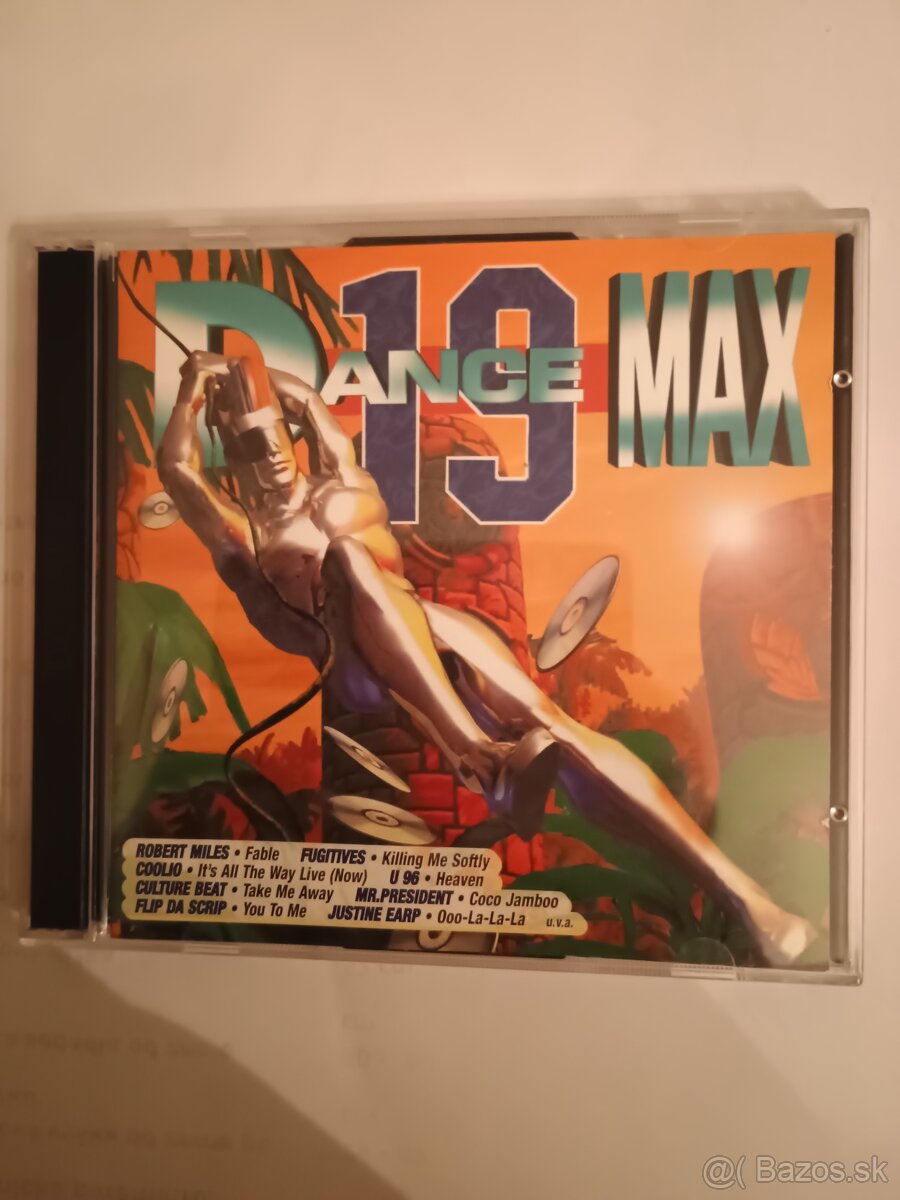 DANCE 19 MAX
ROBERT MILES • Fable FUGITIVES • Killing Me Softly
COOLIO • It's All The Way Live (Now) U 96 • Heaven
CULTURE BEAT • Take Me Away MR.PRESIDENT • Coco Jamboo
FLIP DA SCRIP • You To Me JUSTINE EARP • Ooo-La-La-La u.v.a.
@( Bazos.sk